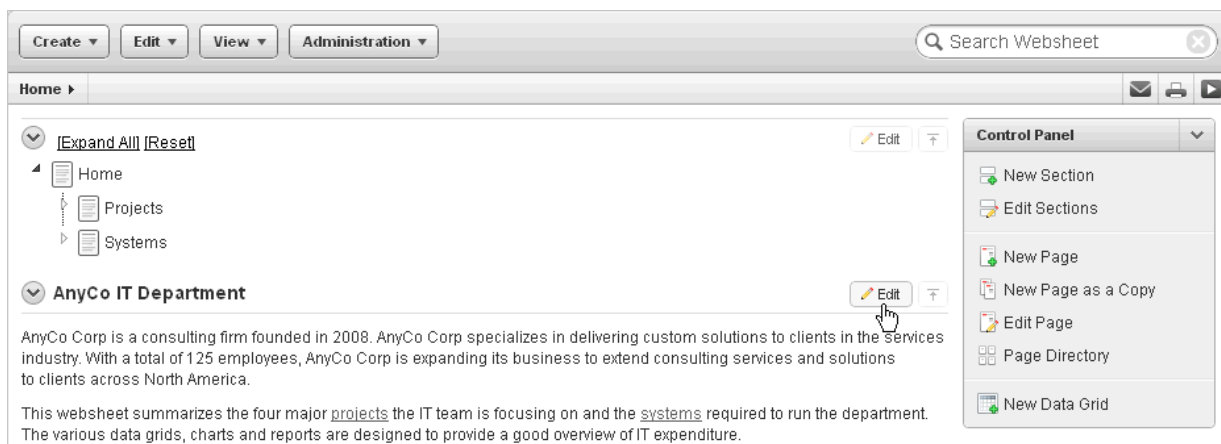 Create Edit View Administration Search Websheet
Home
[Expand All] [Reset] Edit
Home
Projects
Systems
AnyCo IT Department Edit
AnyCo Corp is a consulting firm founded in 2008. AnyCo Corp specializes in delivering custom solutions to clients in the services
industry. With a total of 125 employees, AnyCo Corp is expanding its business to extend consulting services and solutions
to clients across North America.
This websheet summarizes the four major projects the IT team is focusing on and the systems required to run the department.
The various data grids, charts and reports are designed to provide a good overview of IT expenditure.
Control Panel
New Section
Edit Sections
New Page
New Page as a Copy
Edit Page
Page Directory
New Data Grid